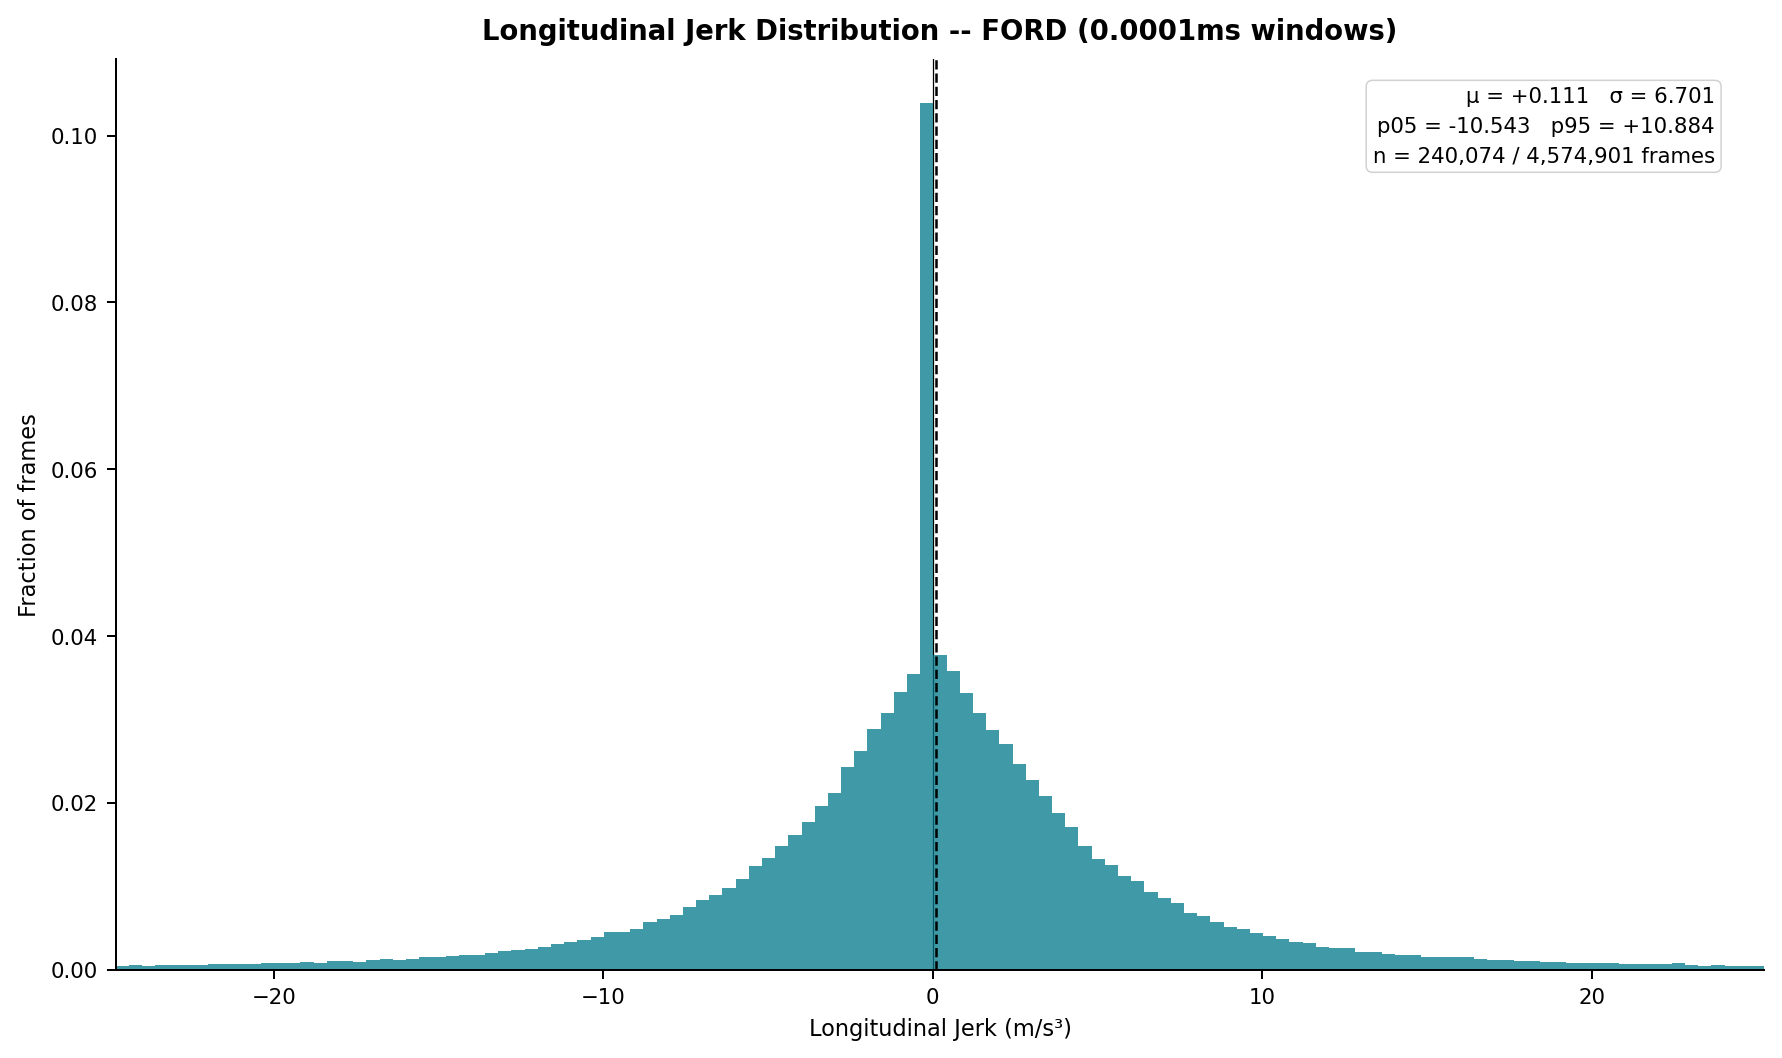 Longitudinal Jerk Distribution -- FORD (0.0001ms windows)
μ = +0.111   σ = 6.701
p05 = -10.543   p95 = +10.884
n = 240,074 / 4,574,901 frames
Fraction of frames
0.10
0.08
0.06
0.04
0.02
0.00
−20
−10
0
10
20
Longitudinal Jerk (m/s³)